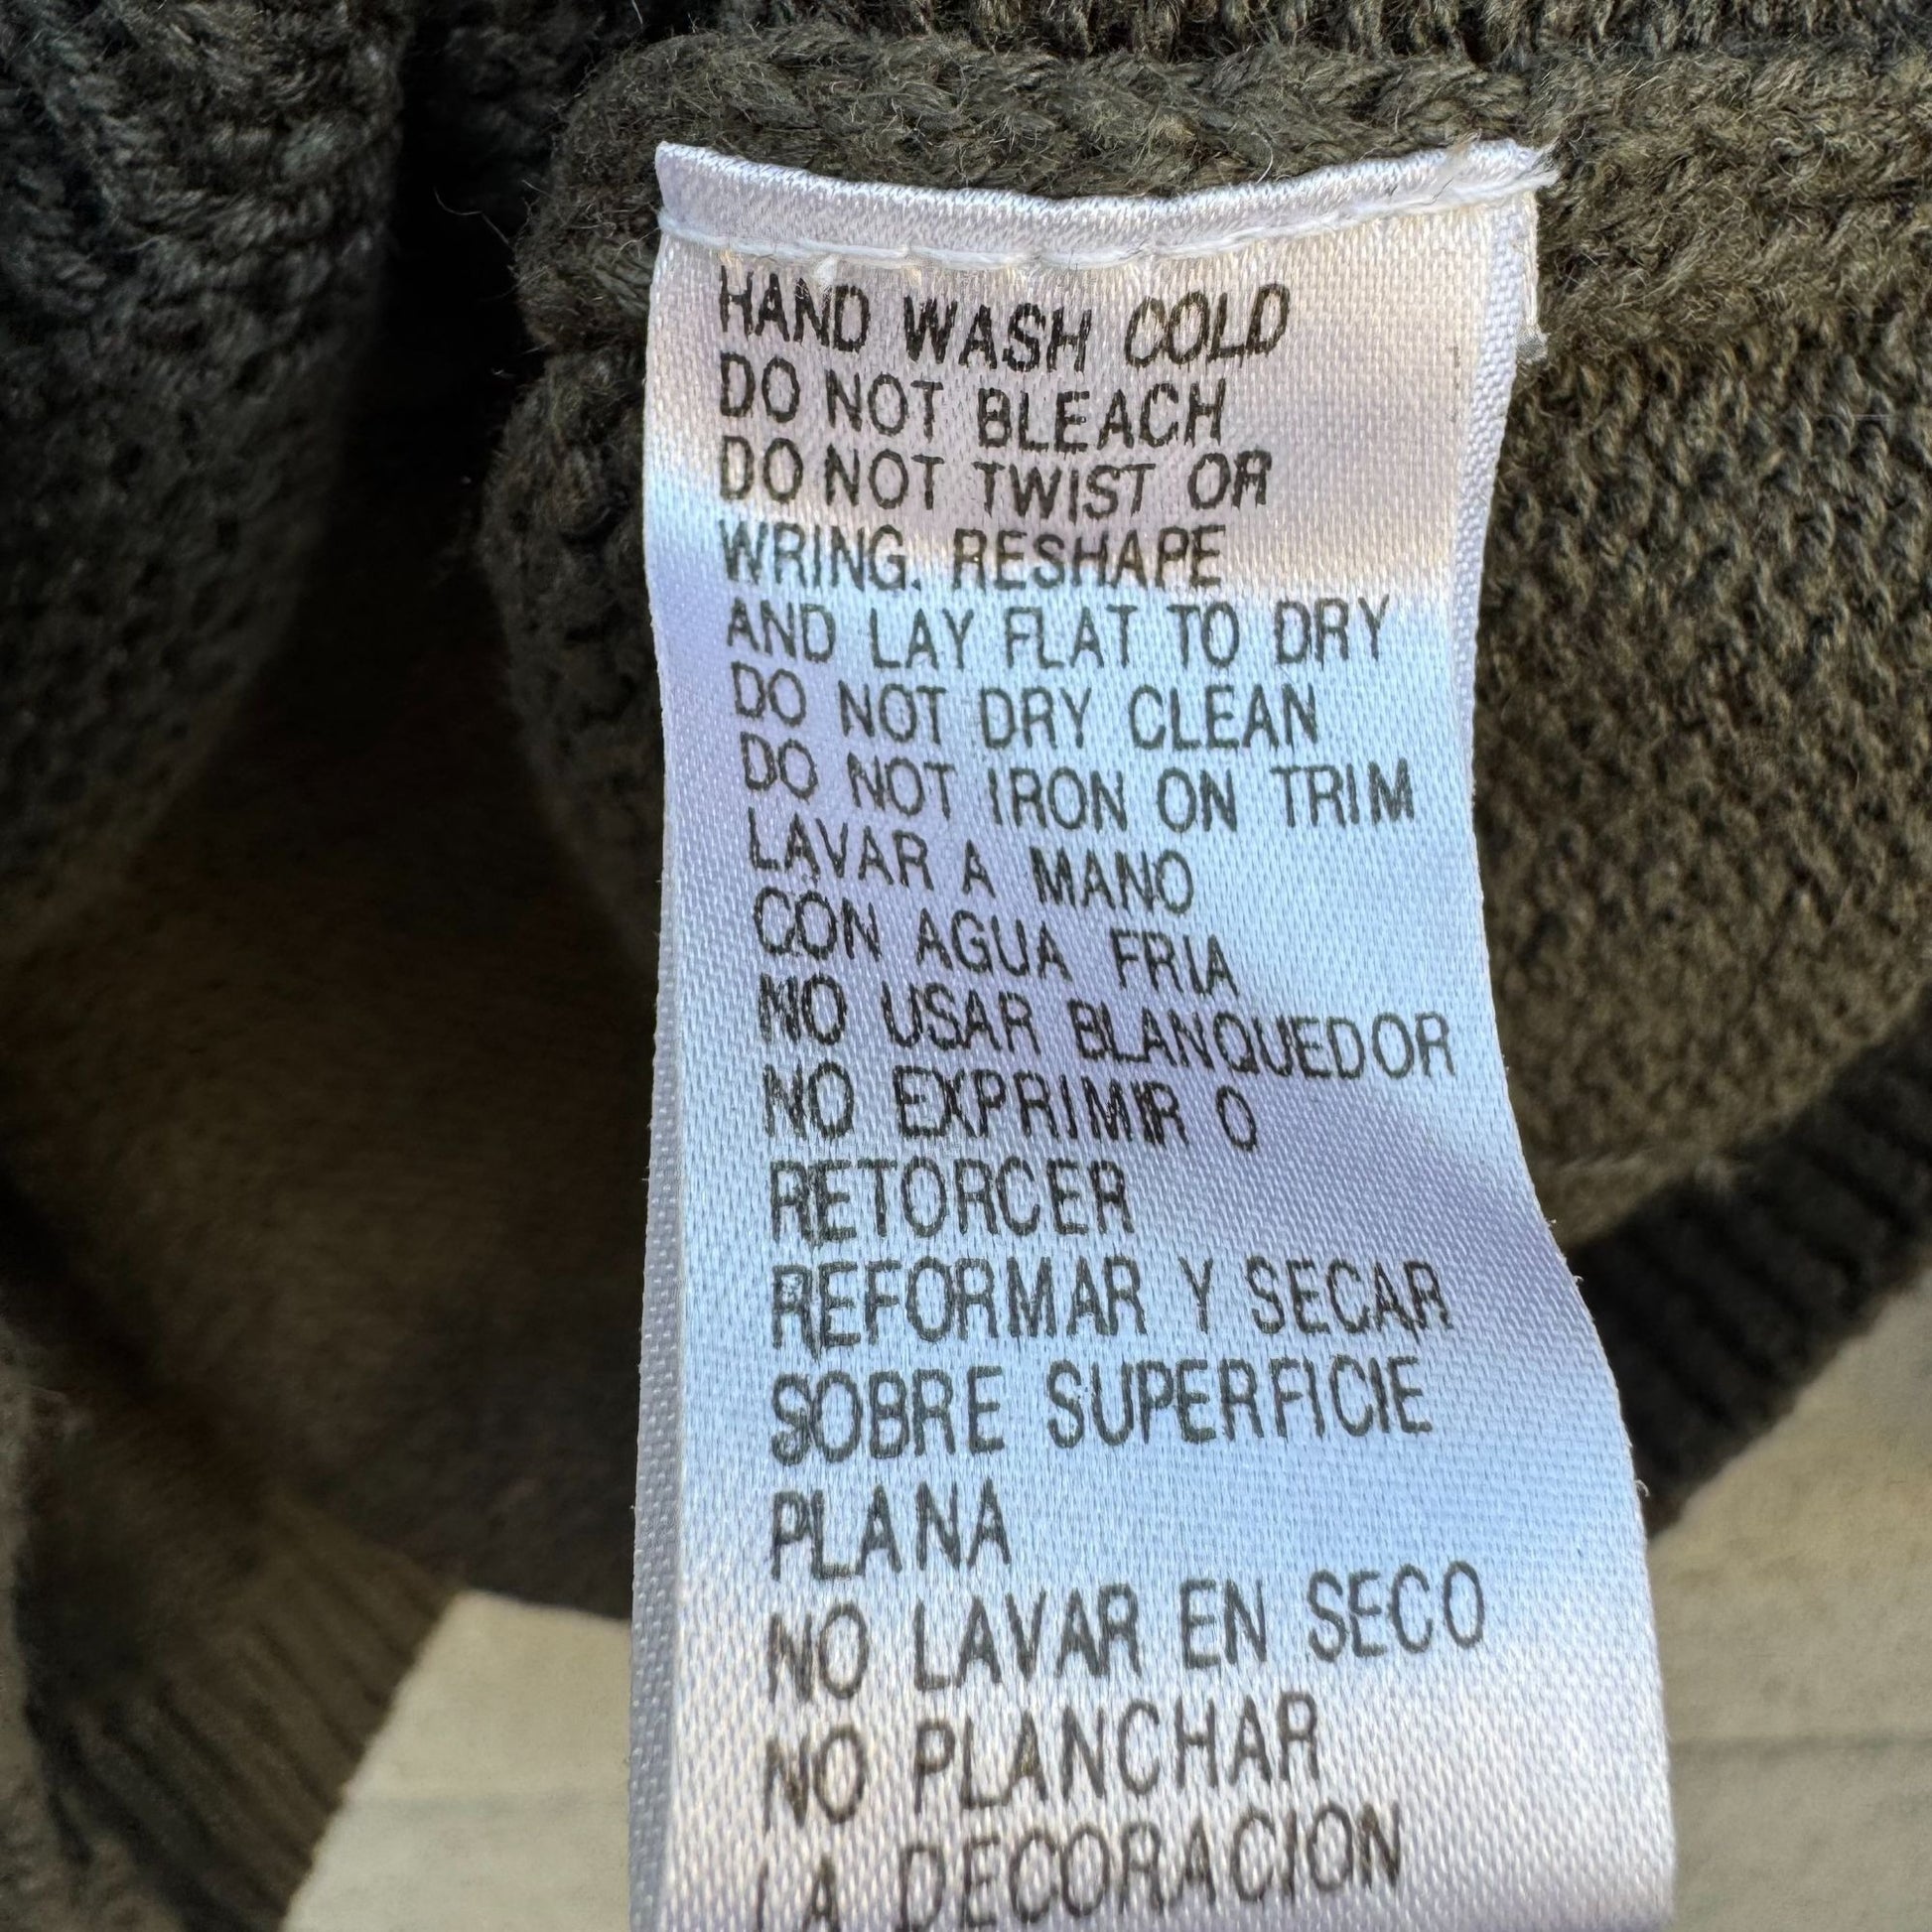 HAND WASH COLD
DO NOT BLEACH
DO NOT TWIST OR
WRING. RESHAPE
AND LAY FLAT TO DRY
DO NOT DRY CLEAN
DO NOT IRON ON TRIM
LAVAR A MANO
CON AGUA FRIA
NO USAR BLANQUEDOR
NO EXPRIMIR O
RETORCER
REFORMAR Y SECAR
SOBRE SUPERFICIE
PLANA
NO LAVAR EN SECO
NO PLANCHAR
LA DECORACION